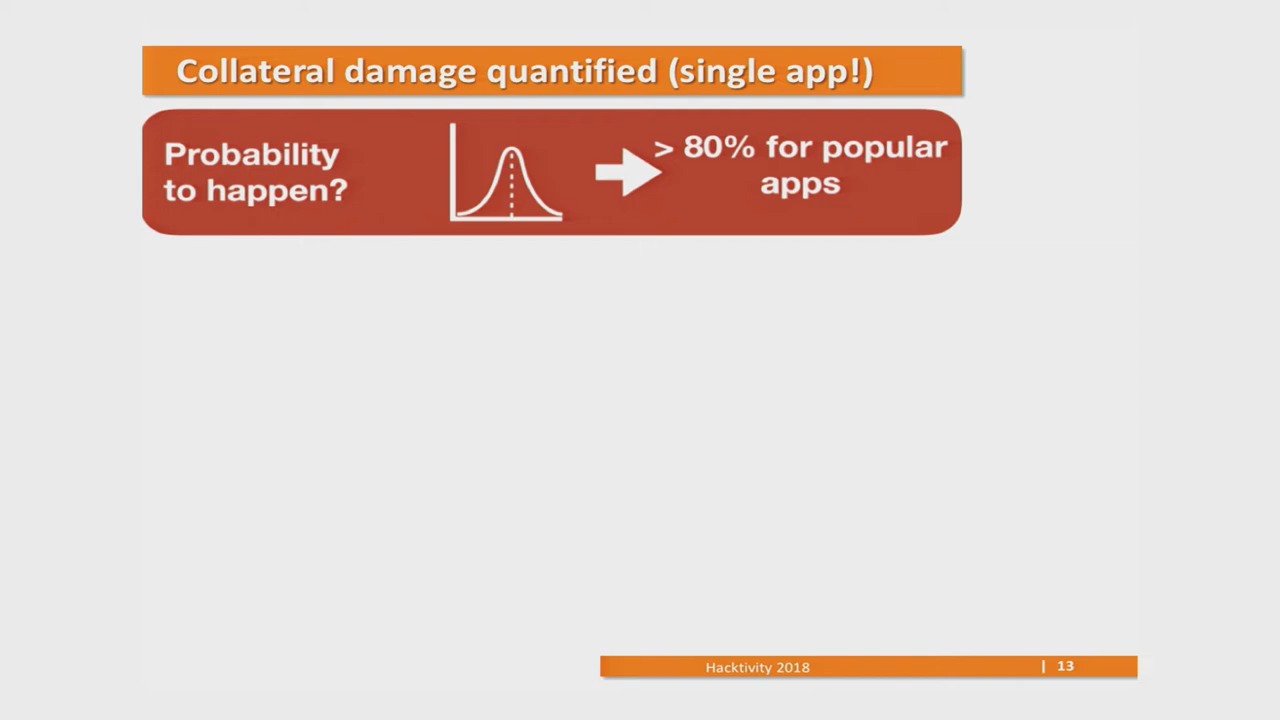 Collateral damage quantified (single app!)
Probability
to happen?
> 80% for popular
apps
Hacktivity 2018
| 13